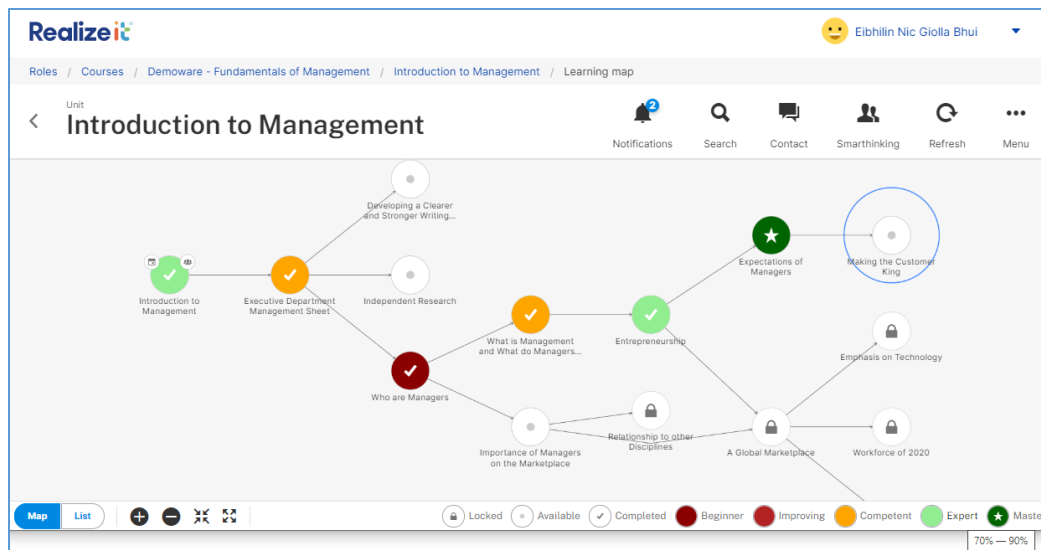 Realizeit
Eibhilin Nic Giolla Bhui
Roles / Courses / Demoware - Fundamentals of Management / Introduction to Management / Learning map
Unit
Introduction to Management
2
Notifications
Search
Contact
Smarthinking
Refresh
Menu
Developing a Clearer
and Stronger Writing...
Introduction to
Management
Executive Department
Management Sheet
Independent Research
Expectations of
Managers
Making the Customer
King
What is Management
and What do Managers...
Entrepreneurship
Emphasis on Technology
Who are Managers
Importance of Managers
on the Marketplace
Relationship to other
Disciplines
A Global Marketplace
Workforce of 2020
Map
List
Locked
Available
Completed
Beginner
Improving
Competent
Expert
Maste
70% — 90%